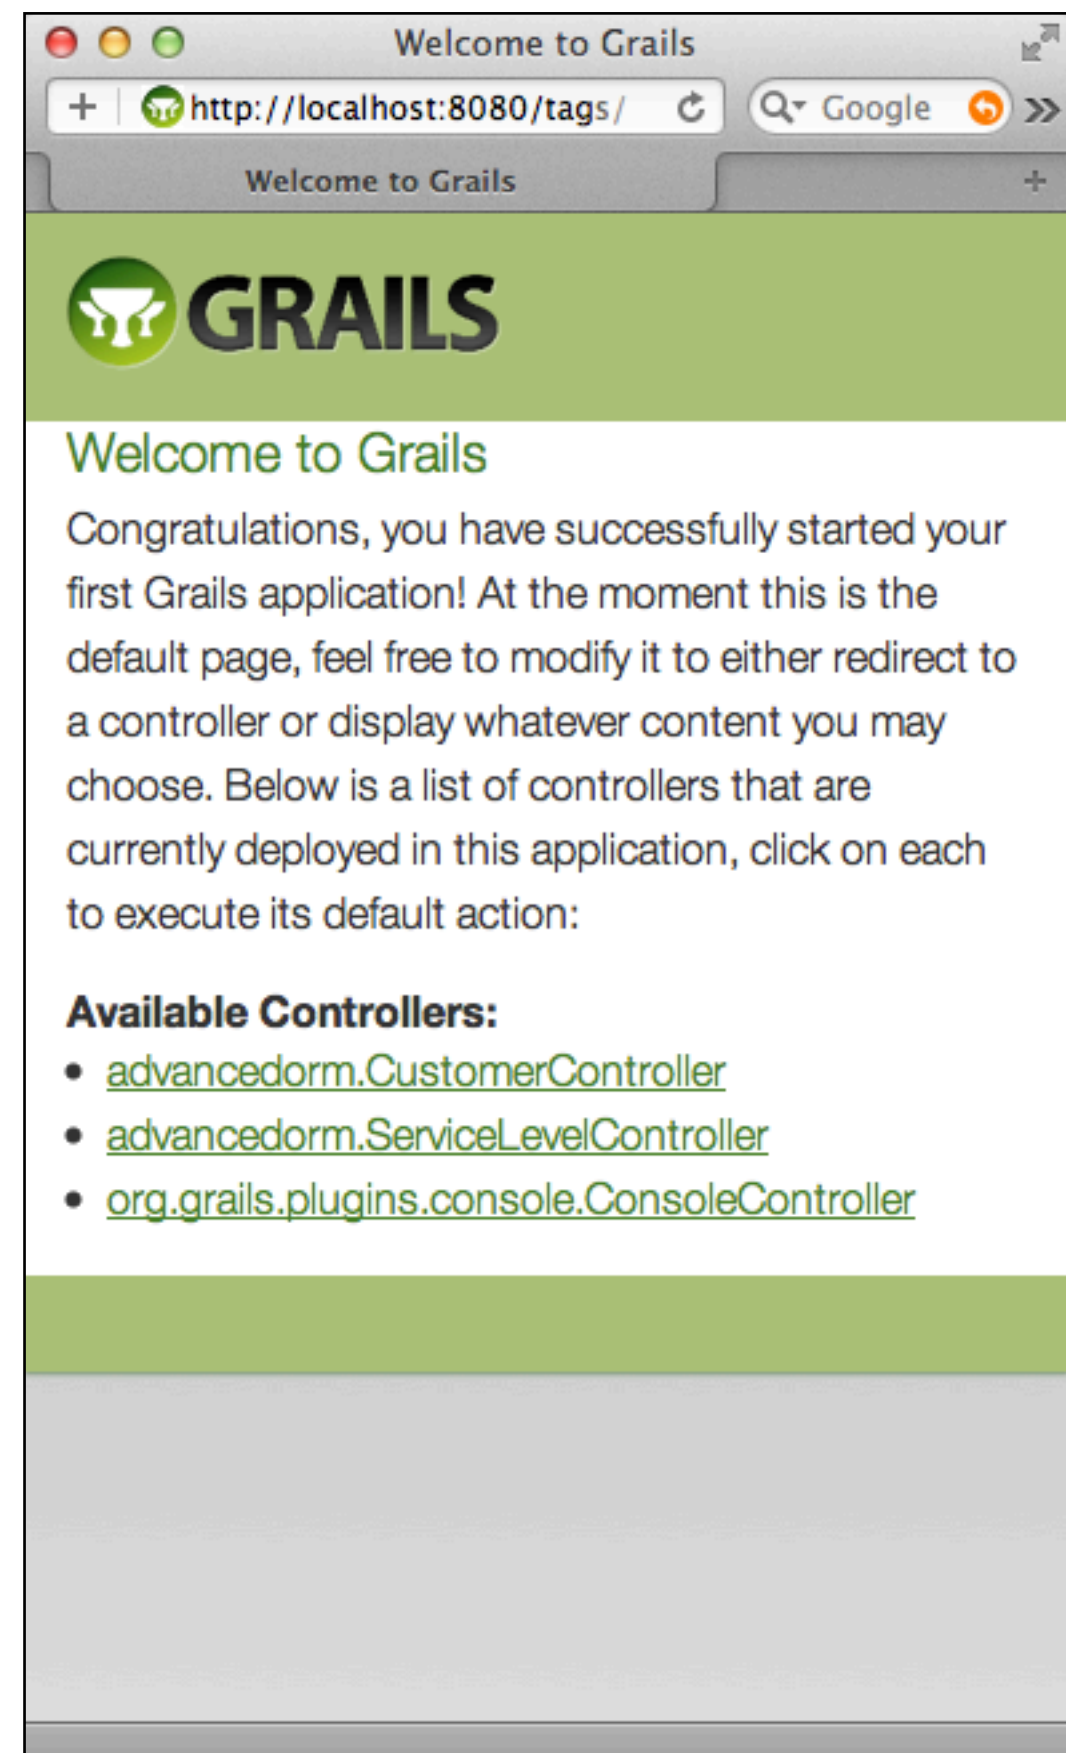 Welcome to Grails
http://localhost:8080/tags/
Google
Welcome to Grails
GRAILS
Welcome to Grails
Congratulations, you have successfully started your
first Grails application! At the moment this is the
default page, feel free to modify it to either redirect to
a controller or display whatever content you may
choose. Below is a list of controllers that are
currently deployed in this application, click on each
to execute its default action:
Available Controllers:
advancedorm.CustomerController
advancedorm.ServiceLevelController
org.grails.plugins.console.ConsoleController